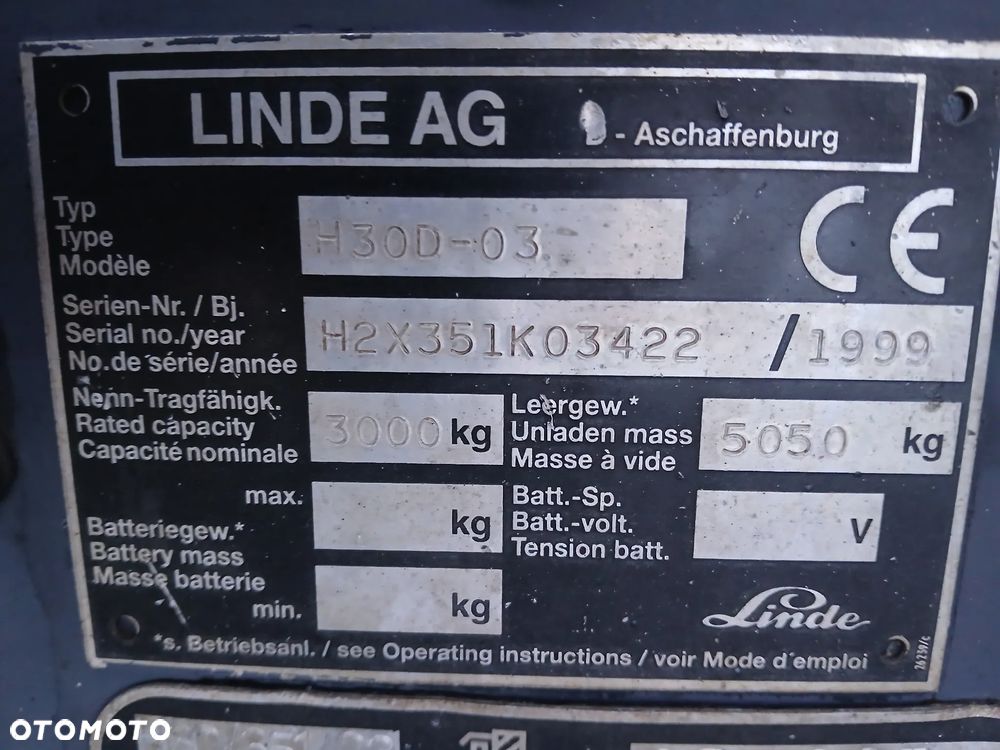 LINDE AG D - Aschaffenburg
Typ
Type
Modèle
H30D-03
CE
Serien-Nr. / Bj.
Serial no./year
No.de série/année
H2X351K03422 / 1999
Nenn-Tragfähigk.
Rated capacity
Capacité nominale
3000 kg
Leergew.*
Unladen mass
Masse à vide
5050 kg
max.
kg
Batteriegew.*
Battery mass
Masse batterie
min.
kg
Batt.-Sp.
Batt.-volt.
Tension batt.
V
Linde
*s. Betriebsanl. / see Operating instructions / voir Mode d'emploi
OTOMOTO